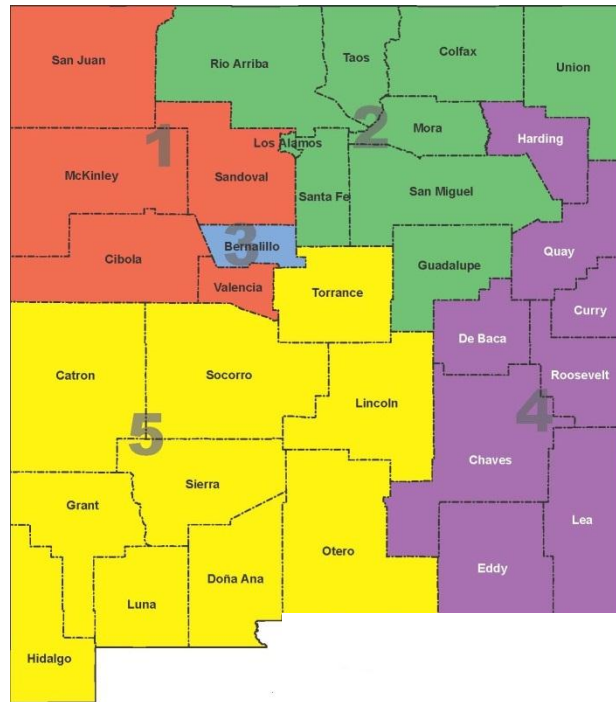 San Juan
Rio Arriba
Taos
Colfax
Union
1
2
Mora
Harding
Los Alamos
McKinley
Sandoval
Santa Fe
San Miguel
3
Bernalillo
Quay
Cibola
Guadalupe
Valencia
Torrance
Curry
De Baca
Catron
Socorro
Roosevelt
Lincoln
4
5
Chaves
Sierra
Grant
Lea
Otero
Doña Ana
Eddy
Luna
Hidalgo